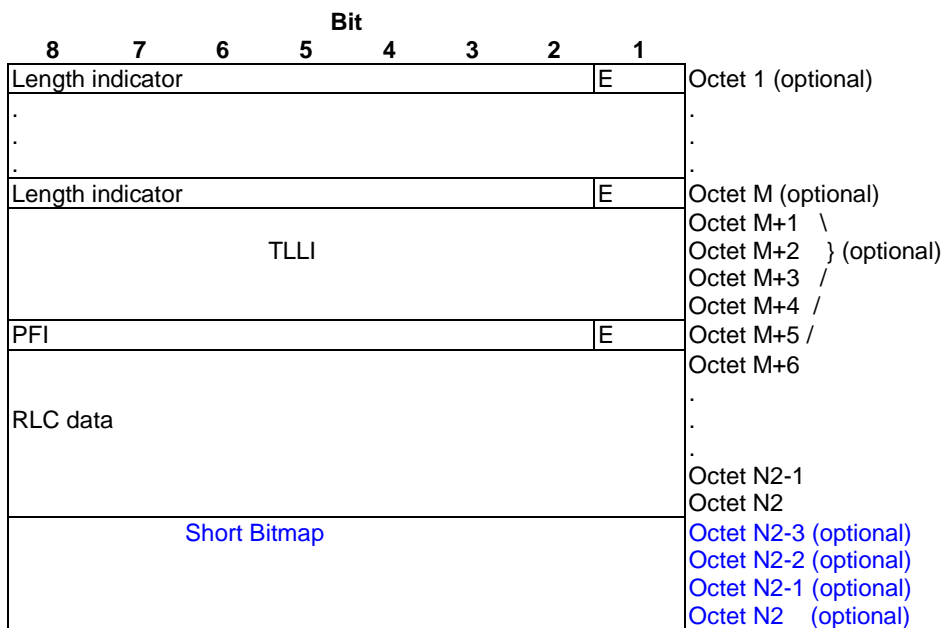 Bit
8 7 6 5 4 3 2 1
Length indicator E Octet 1 (optional)
. .
. .
. .
Length indicator E Octet M (optional)
Octet M+1 \
TLLI Octet M+2 } (optional)
Octet M+3 /
Octet M+4 /
PFI E Octet M+5 /
Octet M+6
.
RLC data .
.
Octet N2-1
Octet N2
Short Bitmap Octet N2-3 (optional)
Octet N2-2 (optional)
Octet N2-1 (optional)
Octet N2 (optional)